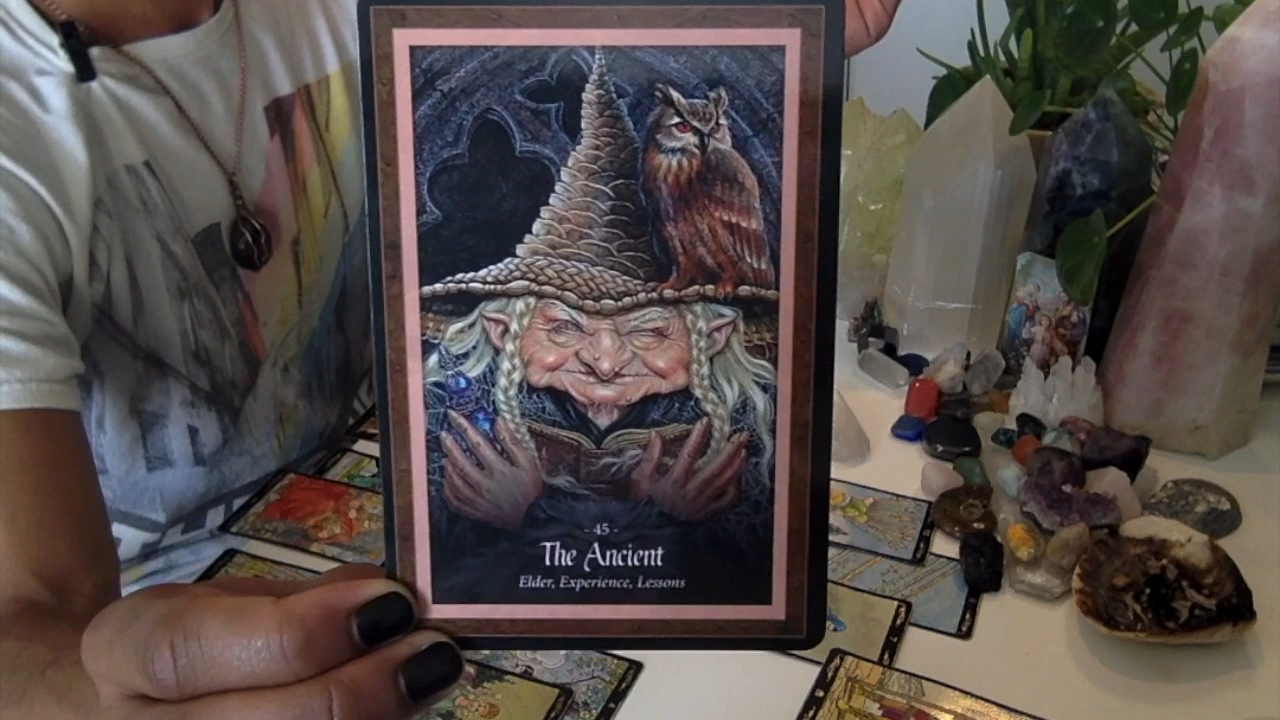 - 45 -
The Ancient
Elder, Experience, Lessons